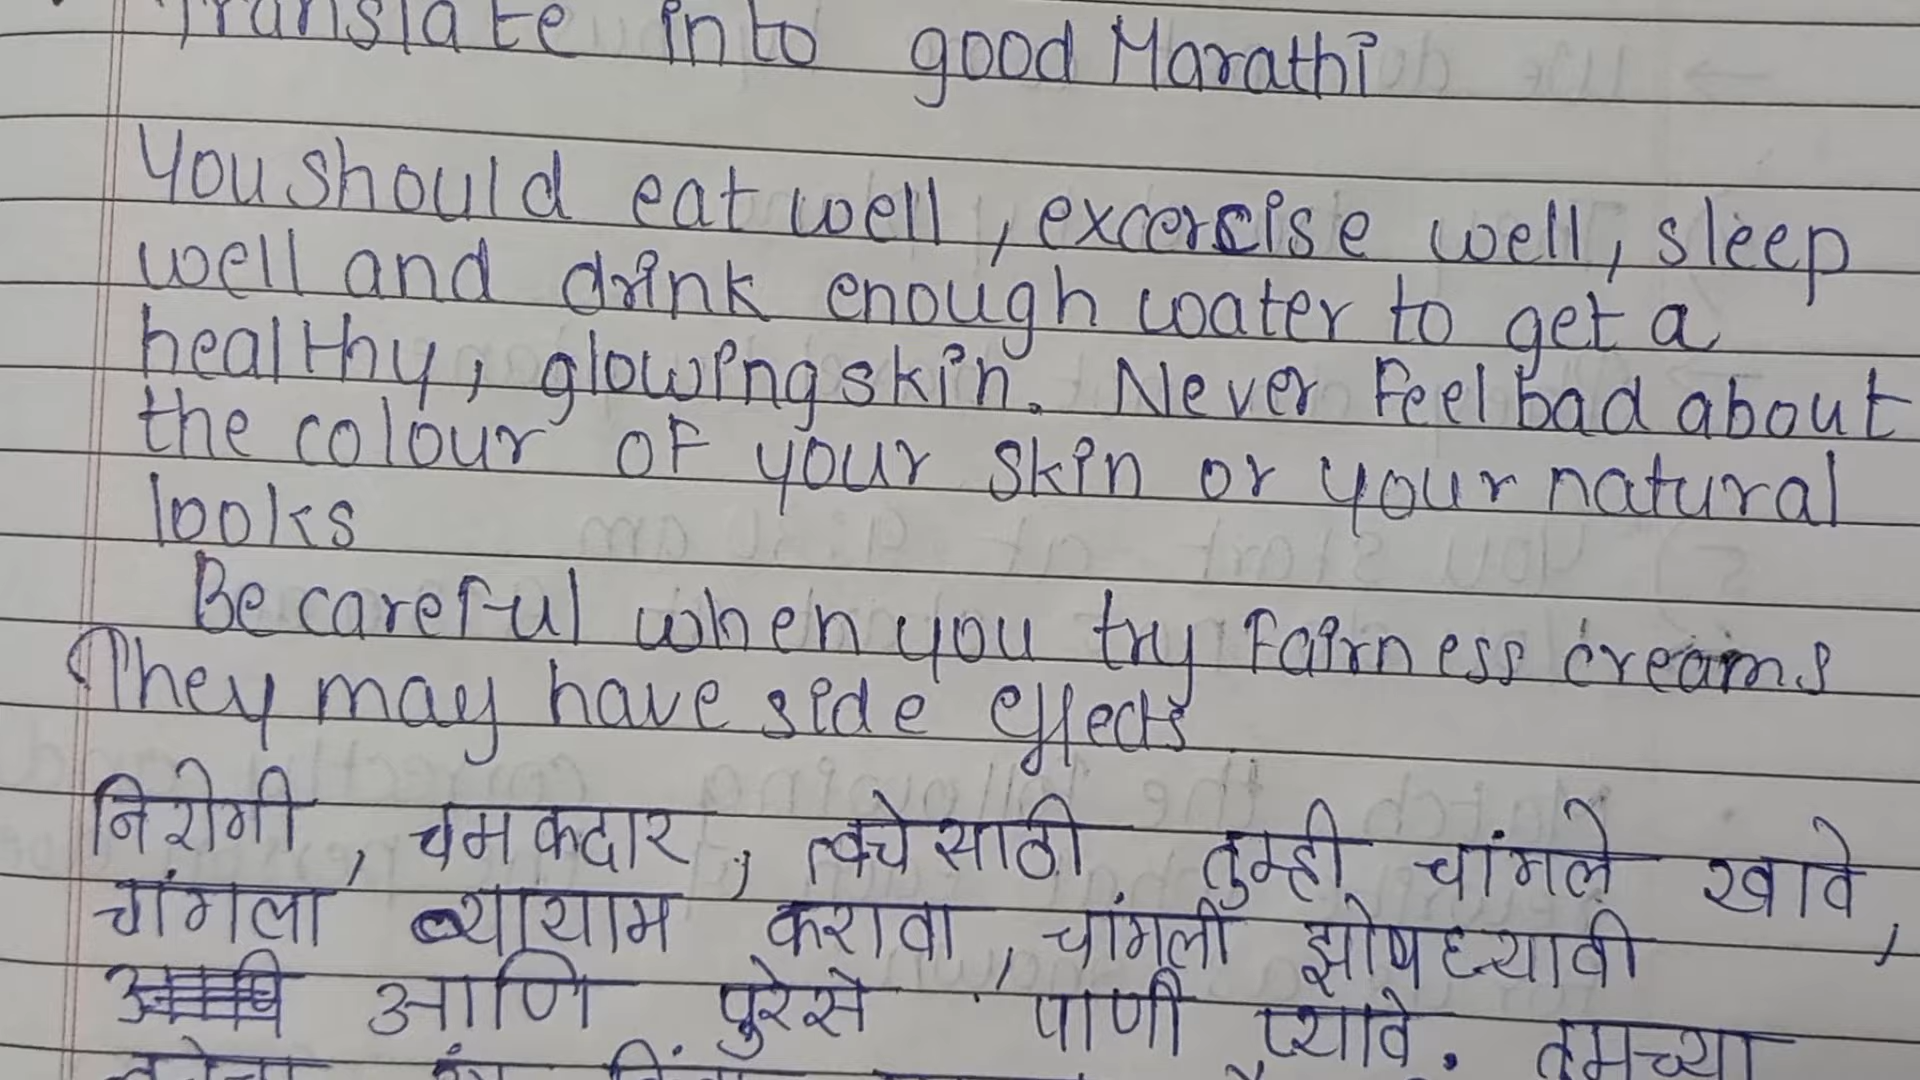 Translate into good Marathi
You should eat well, excercise well, sleep
well and drink enough water to get a
healthy, glowing skin. Never Feel bad about
the colour of your skin or your natural
looks
Be careful when you try Fairness creams
They may have side effects
निरोगी, चमकदार, त्वचेसाठी तुम्ही चांगले खावे,
चांगला व्यायाम करावा, चांगली झोप घ्यावी
आणि पुरेसे पाणी प्यावे. तुमच्या